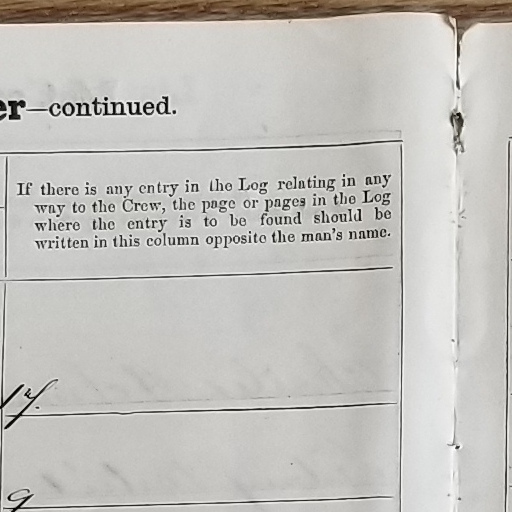 er—continued.
If there is any entry in the Log relating in any
way to the Crew, the page or pages in the Log
where the entry is to be found should be
written in this column opposite the man's name.